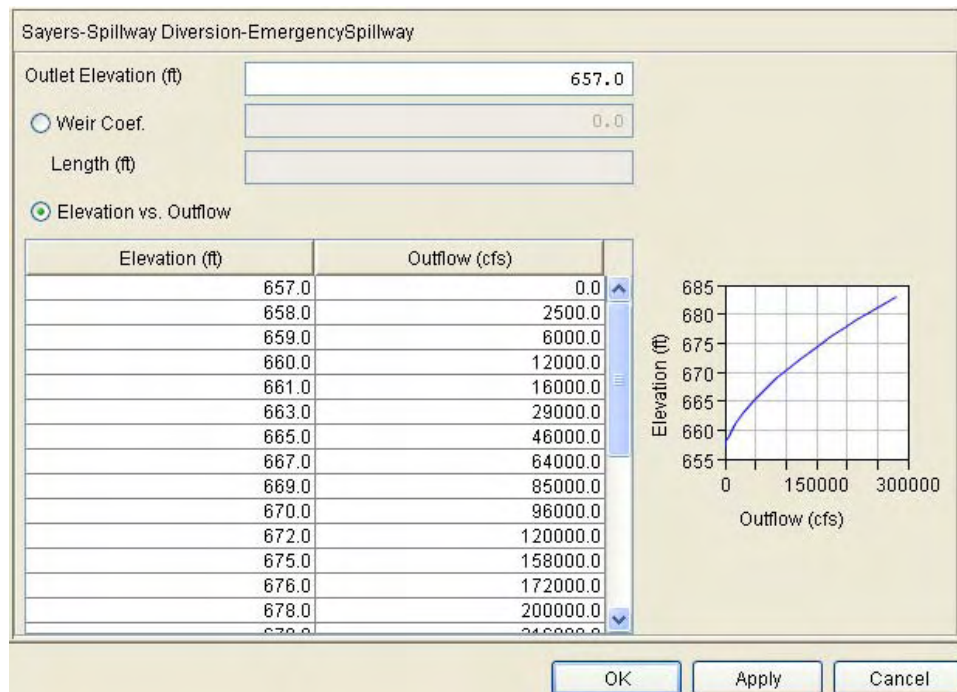 Sayers-Spillway Diversion-EmergencySpillway
Outlet Elevation (ft) 657.0
Weir Coef. 0.0
Length (ft)
Elevation vs. Outflow
Elevation (ft) Outflow (cfs)
657.0 0.0
658.0 2500.0
659.0 6000.0
660.0 12000.0
661.0 16000.0
663.0 29000.0
665.0 46000.0
667.0 64000.0
669.0 85000.0
670.0 96000.0
672.0 120000.0
675.0 158000.0
676.0 172000.0
678.0 200000.0
Elevation (ft)
685
680
675
670
665
660
655
0 150000 300000
Outflow (cfs)
OK Apply Cancel